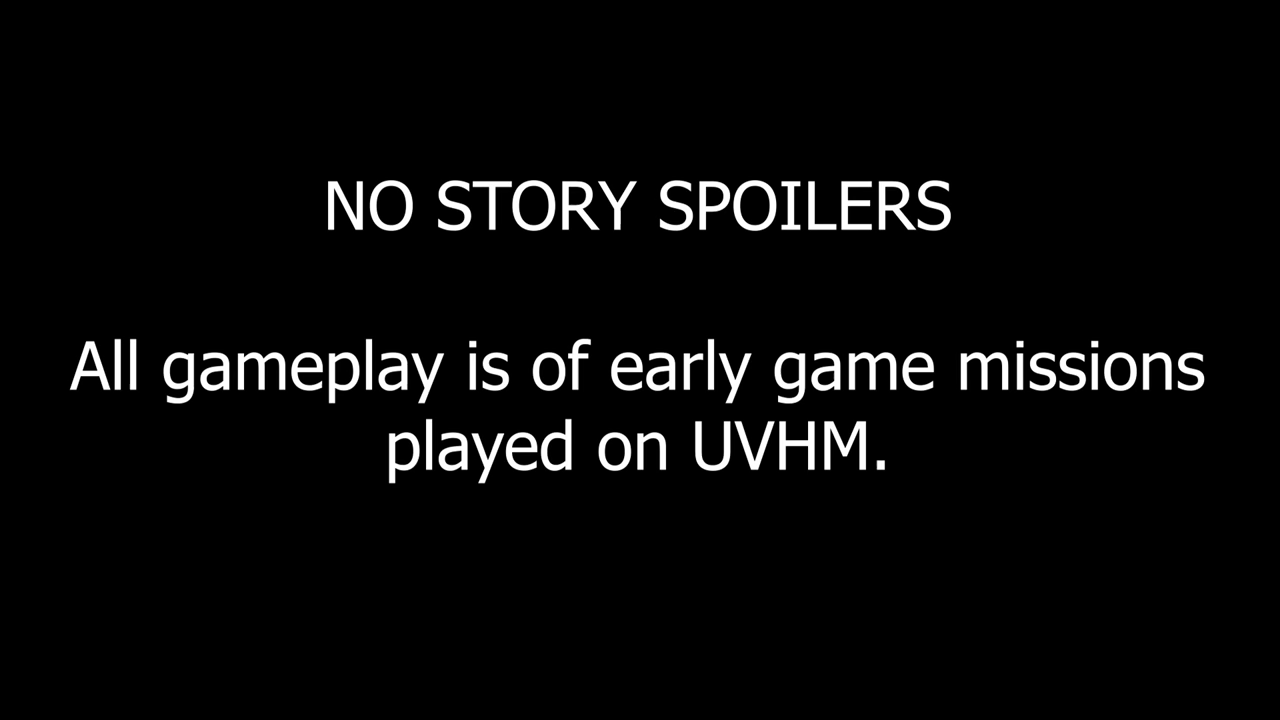 NO STORY SPOILERS
All gameplay is of early game missions
played on UVHM.